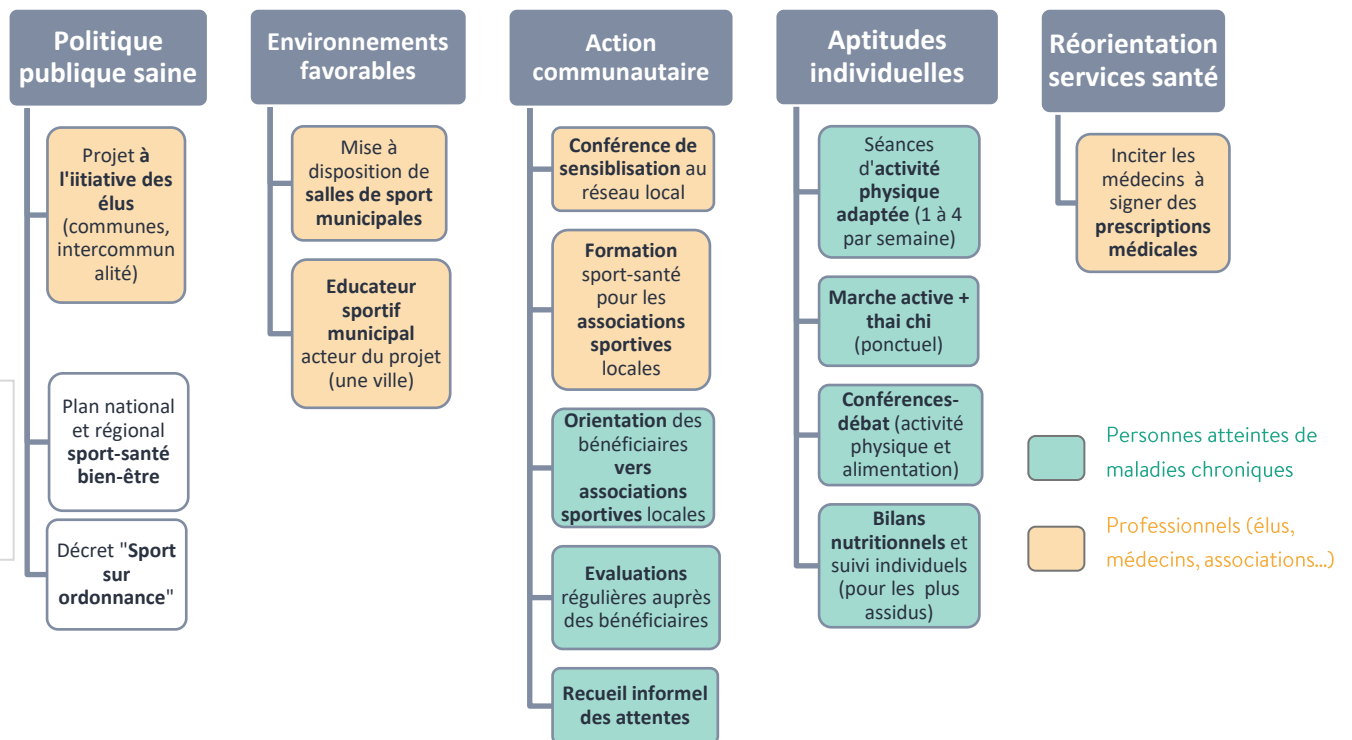 Politique
publique saine
Projet à
l'iitiative des
élus
(communes,
intercommun
alité)
Plan national
et régional
sport-santé
bien-être
Décret "Sport
sur
ordonnance"
Environnements
favorables
Mise à
disposition de
salles de sport
municipales
Educateur
sportif
municipal
acteur du projet
(une ville)
Action
communautaire
Conférence de
sensiblisation au
réseau local
Formation
sport-santé
pour les
associations
sportives
locales
Orientation des
bénéficiaires
vers
associations
sportives locales
Evaluations
régulières auprès
des bénéficiaires
Recueil informel
des attentes
Aptitudes
individuelles
Séances
d'activité
physique
adaptée (1 à 4
par semaine)
Marche active +
thai chi
(ponctuel)
Conférences-
débat (activité
physique et
alimentation)
Bilans
nutritionnels et
suivi individuels
(pour les plus
assidus)
Réorientation
services santé
Inciter les
médecins à
signer des
prescriptions
médicales
Personnes atteintes de
maladies chroniques
Professionnels (élus,
médecins, associations...)